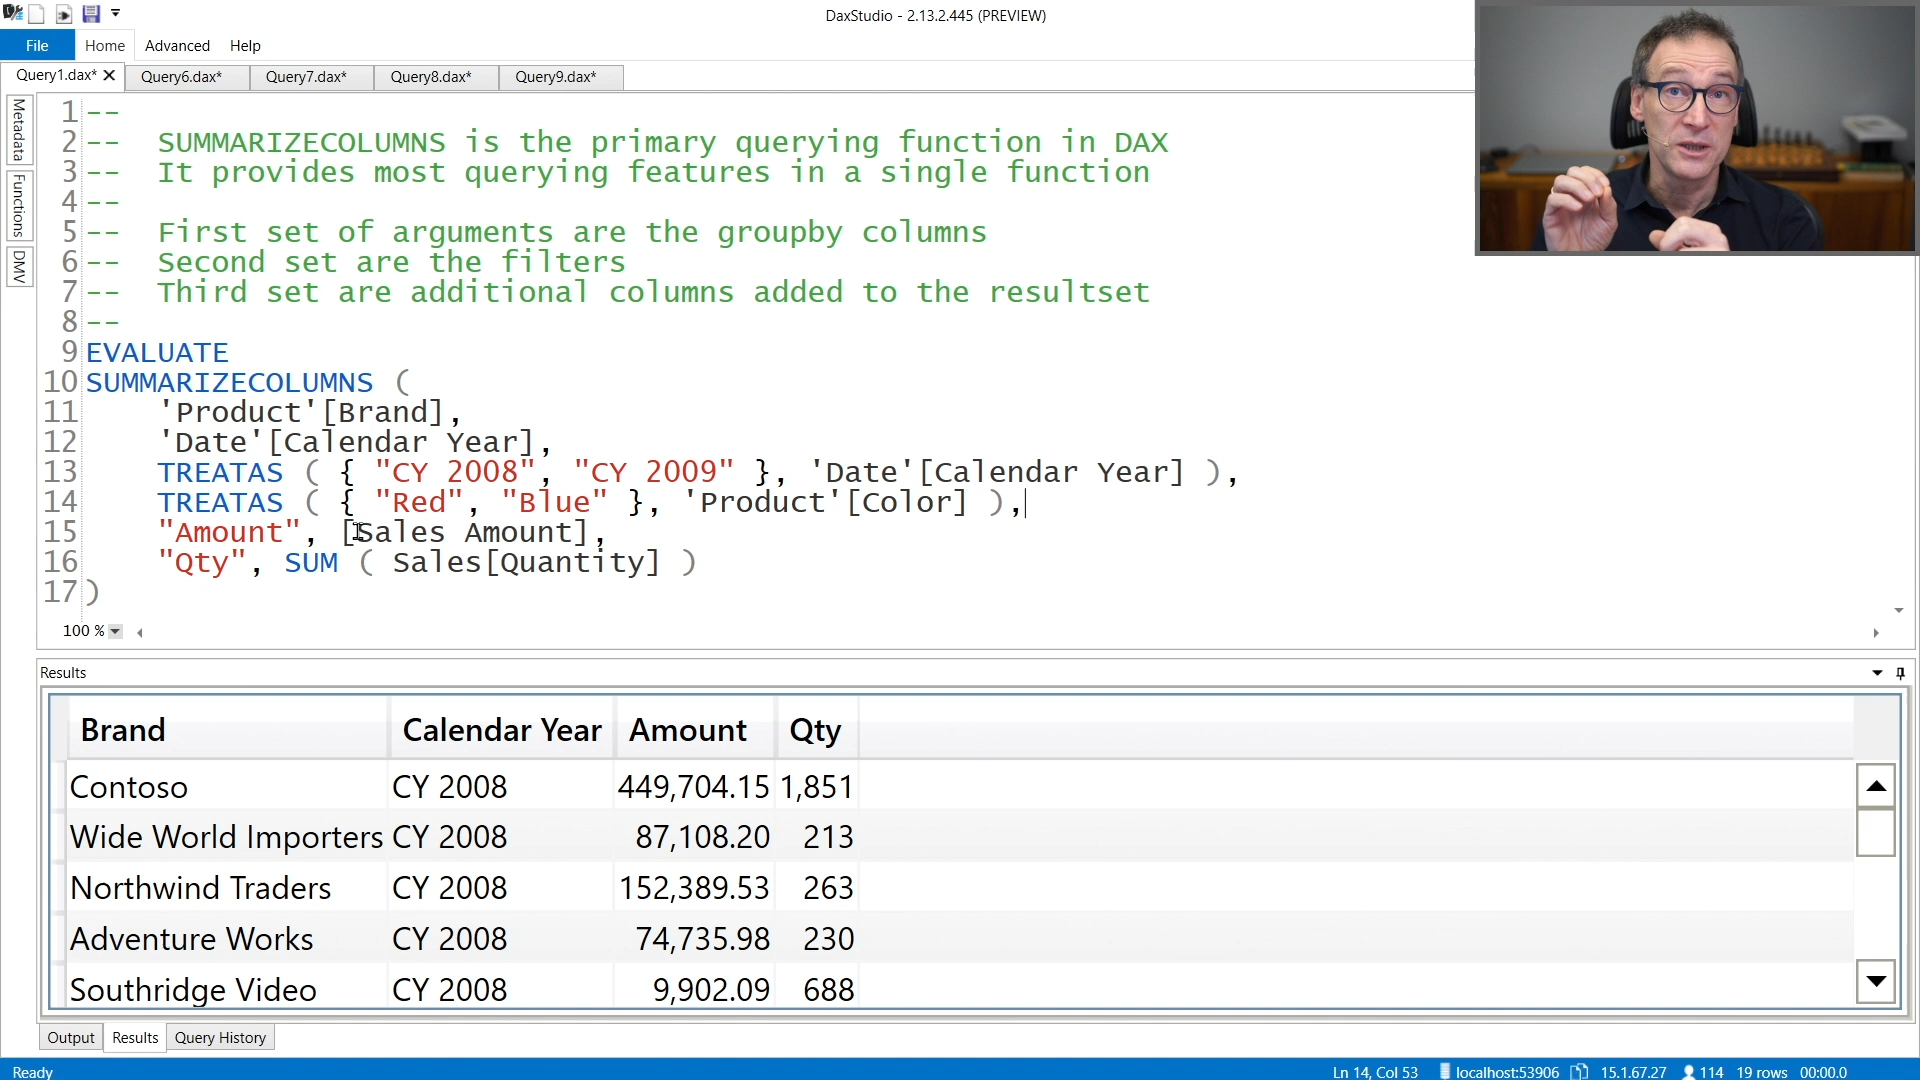 DaxStudio - 2.13.2.445 (PREVIEW)
File Home Advanced Help
Query1.dax* Query6.dax* Query7.dax* Query8.dax* Query9.dax*
Metadata
Functions
DMV
1 --
2 -- SUMMARIZECOLUMNS is the primary querying function in DAX
3 -- It provides most querying features in a single function
4 --
5 -- First set of arguments are the groupby columns
6 -- Second set are the filters
7 -- Third set are additional columns added to the resultset
8 --
9 EVALUATE
10 SUMMARIZECOLUMNS (
11 'Product'[Brand],
12 'Date'[Calendar Year],
13 TREATAS ( { "CY 2008", "CY 2009" }, 'Date'[Calendar Year] ),
14 TREATAS ( { "Red", "Blue" }, 'Product'[Color] ),
15 "Amount", [Sales Amount],
16 "Qty", SUM ( Sales[Quantity] )
17 )
100 %
Results
Brand Calendar Year Amount Qty
Contoso CY 2008 449,704.15 1,851
Wide World Importers CY 2008 87,108.20 213
Northwind Traders CY 2008 152,389.53 263
Adventure Works CY 2008 74,735.98 230
Southridge Video CY 2008 9,902.09 688
Output Results Query History
Ready Ln 14, Col 53 localhost:53906 15.1.67.27 114 19 rows 00:00.0